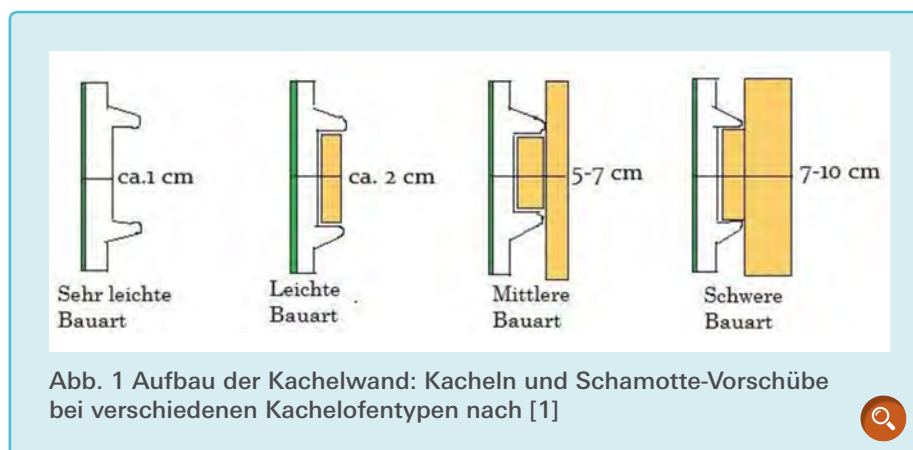 ca.1 cm
ca. 2 cm
5-7 cm
7-10 cm
Sehr leichte
Bauart
Leichte
Bauart
Mittlere
Bauart
Schwere
Bauart
Abb. 1 Aufbau der Kachelwand: Kacheln und Schamotte-Vorschübe
bei verschiedenen Kachelofentypen nach [1]